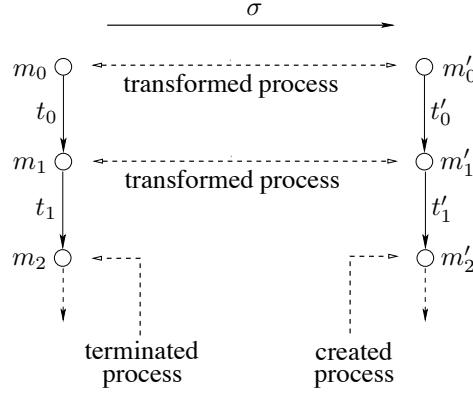 σ
m₀ m′₀
transformed process
t₀ t′₀
m₁ m′₁
transformed process
t₁ t′₁
m₂ m′₂
terminated process
created process